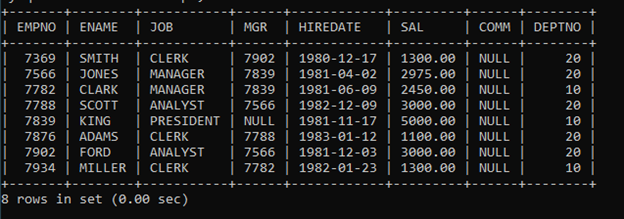 +-------+--------+-----------+------+------------+---------+------+--------+
| EMPNO | ENAME | JOB | MGR | HIREDATE | SAL | COMM | DEPTNO |
+-------+--------+-----------+------+------------+---------+------+--------+
| 7369 | SMITH | CLERK | 7902 | 1980-12-17 | 1300.00 | NULL | 20 |
| 7566 | JONES | MANAGER | 7839 | 1981-04-02 | 2975.00 | NULL | 20 |
| 7782 | CLARK | MANAGER | 7839 | 1981-06-09 | 2450.00 | NULL | 10 |
| 7788 | SCOTT | ANALYST | 7566 | 1982-12-09 | 3000.00 | NULL | 20 |
| 7839 | KING | PRESIDENT | NULL | 1981-11-17 | 5000.00 | NULL | 10 |
| 7876 | ADAMS | CLERK | 7788 | 1983-01-12 | 1100.00 | NULL | 20 |
| 7902 | FORD | ANALYST | 7566 | 1981-12-03 | 3000.00 | NULL | 20 |
| 7934 | MILLER | CLERK | 7782 | 1982-01-23 | 1300.00 | NULL | 10 |
+-------+--------+-----------+------+------------+---------+------+--------+
8 rows in set (0.00 sec)